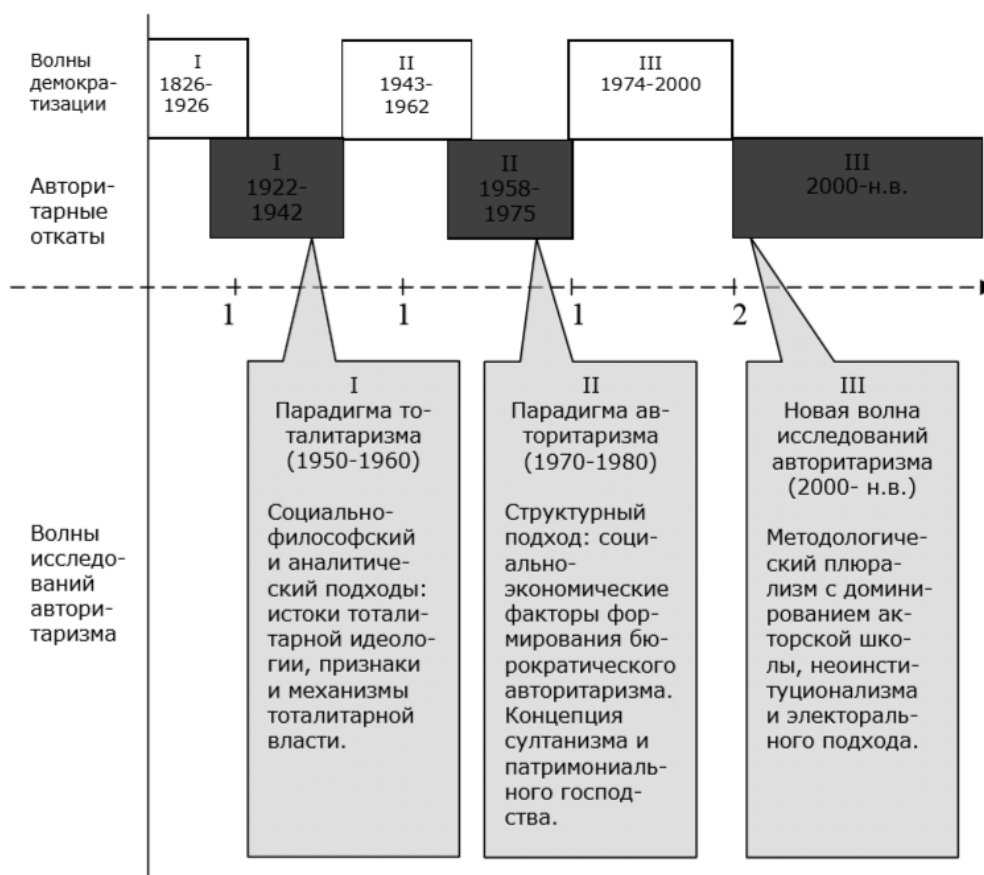 Волны
демокра-
тизации
I
1826-
1926
II
1943-
1962
III
1974-2000
Автори-
тарные
откаты
I
1922-
1942
II
1958-
1975
III
2000-н.в.
1
1
1
2
Волны
исследо-
ваний
автори-
таризма
I
Парадигма то-
талитаризма
(1950-1960)
Социально-
философский
и аналити-
ческий подходы:
истоки тотали-
тарной идеоло-
гии, признаки
и механизмы
тоталитарной
власти.
II
Парадигма ав-
торитаризма
(1970-1980)
Структурный
подход: соци-
ально-
экономические
факторы фор-
мирования бю-
рократического
авторитаризма.
Концепция
султанизма и
патримониаль-
ного господ-
ства.
III
Новая волна
исследований
авторитаризма
(2000- н.в.)
Методологиче-
ский плюра-
лизм с домини-
рованием ак-
торской шко-
лы, неоинсти-
туционализма
и электораль-
ного подхода.